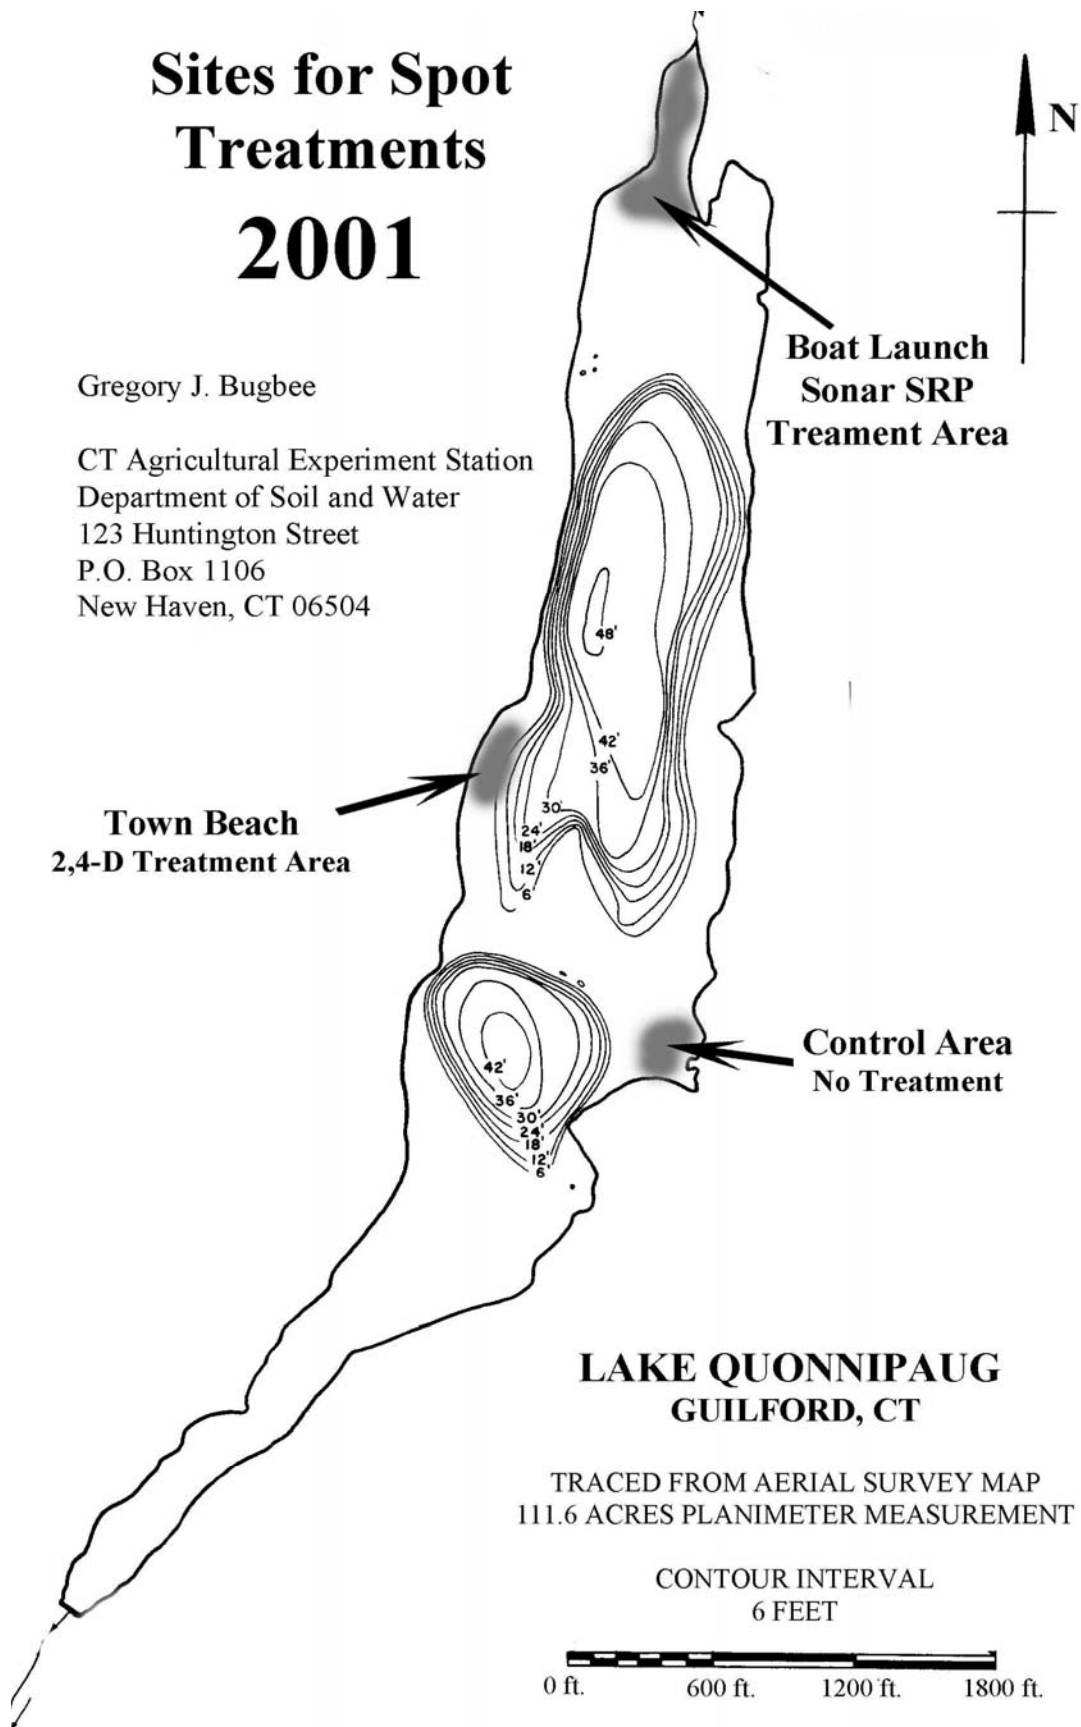 Sites for Spot
Treatments
2001
N
Gregory J. Bugbee
CT Agricultural Experiment Station
Department of Soil and Water
123 Huntington Street
P.O. Box 1106
New Haven, CT 06504
Boat Launch
Sonar SRP
Treament Area
48'
42'
36'
30'
24'
18'
12'
6'
Town Beach
2,4-D Treatment Area
Control Area
No Treatment
42'
36'
30'
24'
18'
12'
6'
LAKE QUONNIPAUG
GUILFORD, CT
TRACED FROM AERIAL SURVEY MAP
111.6 ACRES PLANIMETER MEASUREMENT
CONTOUR INTERVAL
6 FEET
0 ft. 600 ft. 1200 ft. 1800 ft.